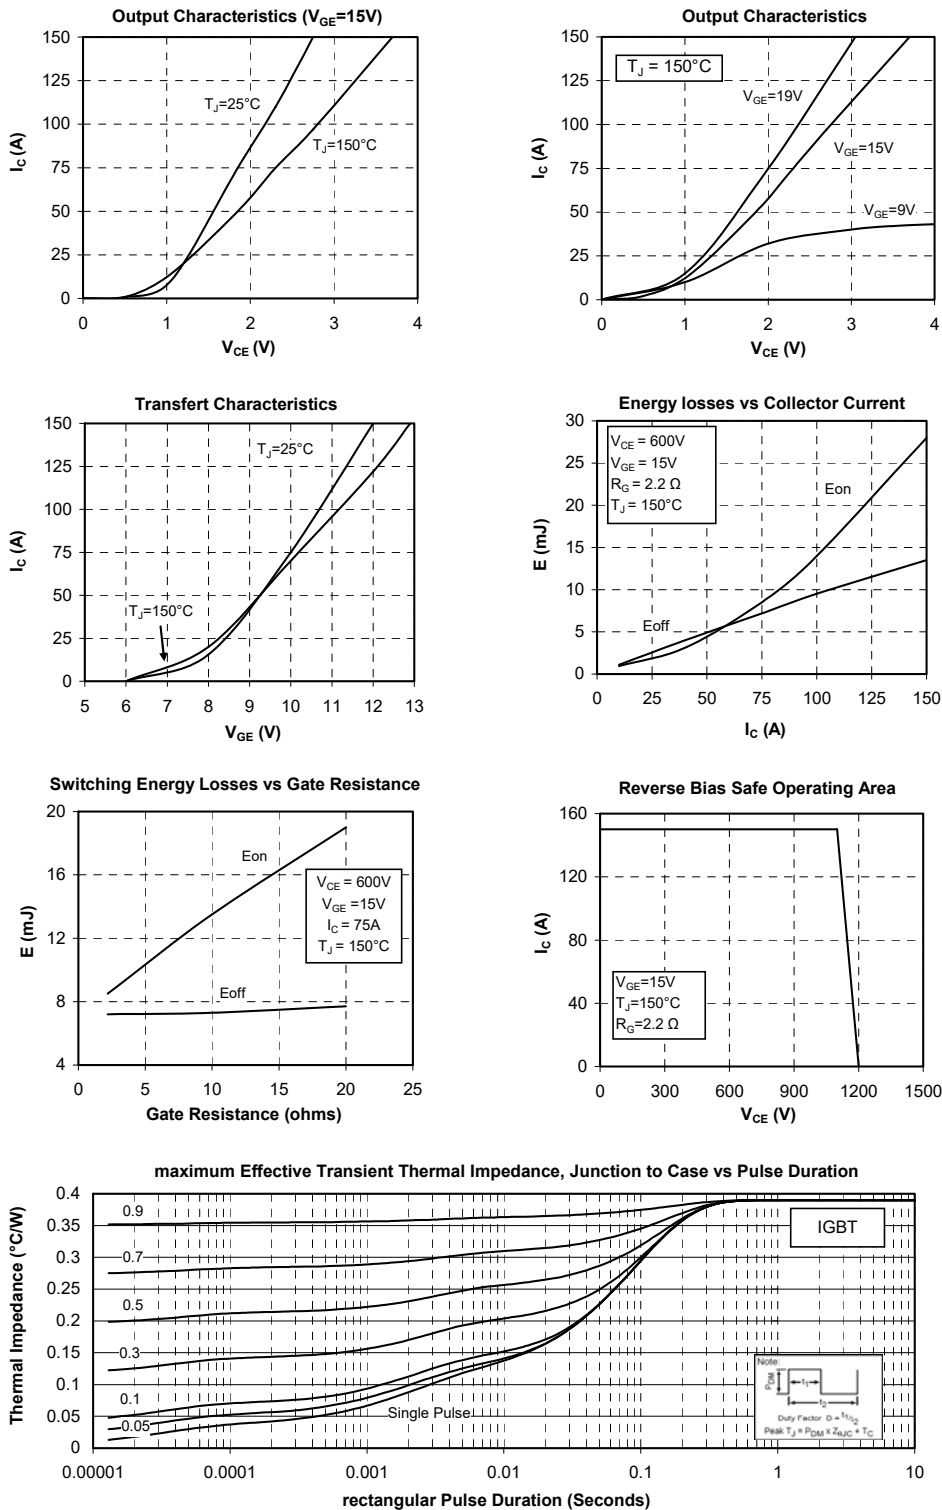 Output Characteristics (VGE=15V)
150
125
100
75
50
25
0
IC (A)
TJ=25°C
TJ=150°C
0 1 2 3 4
VCE (V)
Output Characteristics
150
125
100
75
50
25
0
IC (A)
TJ = 150°C
VGE=19V
VGE=15V
VGE=9V
0 1 2 3 4
VCE (V)
Transfert Characteristics
150
125
100
75
50
25
0
IC (A)
TJ=25°C
TJ=150°C
5 6 7 8 9 10 11 12 13
VGE (V)
Energy losses vs Collector Current
30
25
20
15
10
5
0
E (mJ)
VCE = 600V
VGE = 15V
RG = 2.2 Ω
TJ = 150°C
Eon
Eoff
0 25 50 75 100 125 150
IC (A)
Switching Energy Losses vs Gate Resistance
20
16
12
8
4
E (mJ)
Eon
VCE = 600V
VGE =15V
IC = 75A
TJ = 150°C
Eoff
0 5 10 15 20 25
Gate Resistance (ohms)
Reverse Bias Safe Operating Area
160
120
80
40
0
IC (A)
VGE=15V
TJ=150°C
RG=2.2 Ω
0 300 600 900 1200 1500
VCE (V)
maximum Effective Transient Thermal Impedance, Junction to Case vs Pulse Duration
0.4
0.35
0.3
0.25
0.2
0.15
0.1
0.05
0
Thermal Impedance (°C/W)
0.9
0.7
0.5
0.3
0.1
0.05
Single Pulse
IGBT
Note:
PDM
t1
t2
Duty Factor D = t1/t2
Peak TJ = PDM x ZθJC + TC
0.00001 0.0001 0.001 0.01 0.1 1 10
rectangular Pulse Duration (Seconds)